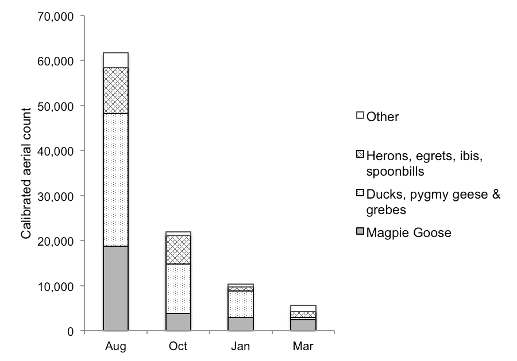 70,000
60,000
50,000
40,000
30,000
20,000
10,000
0
Calibrated aerial count
Aug Oct Jan Mar
Other
Herons, egrets, ibis,
spoonbills
Ducks, pygmy geese &
grebes
Magpie Goose